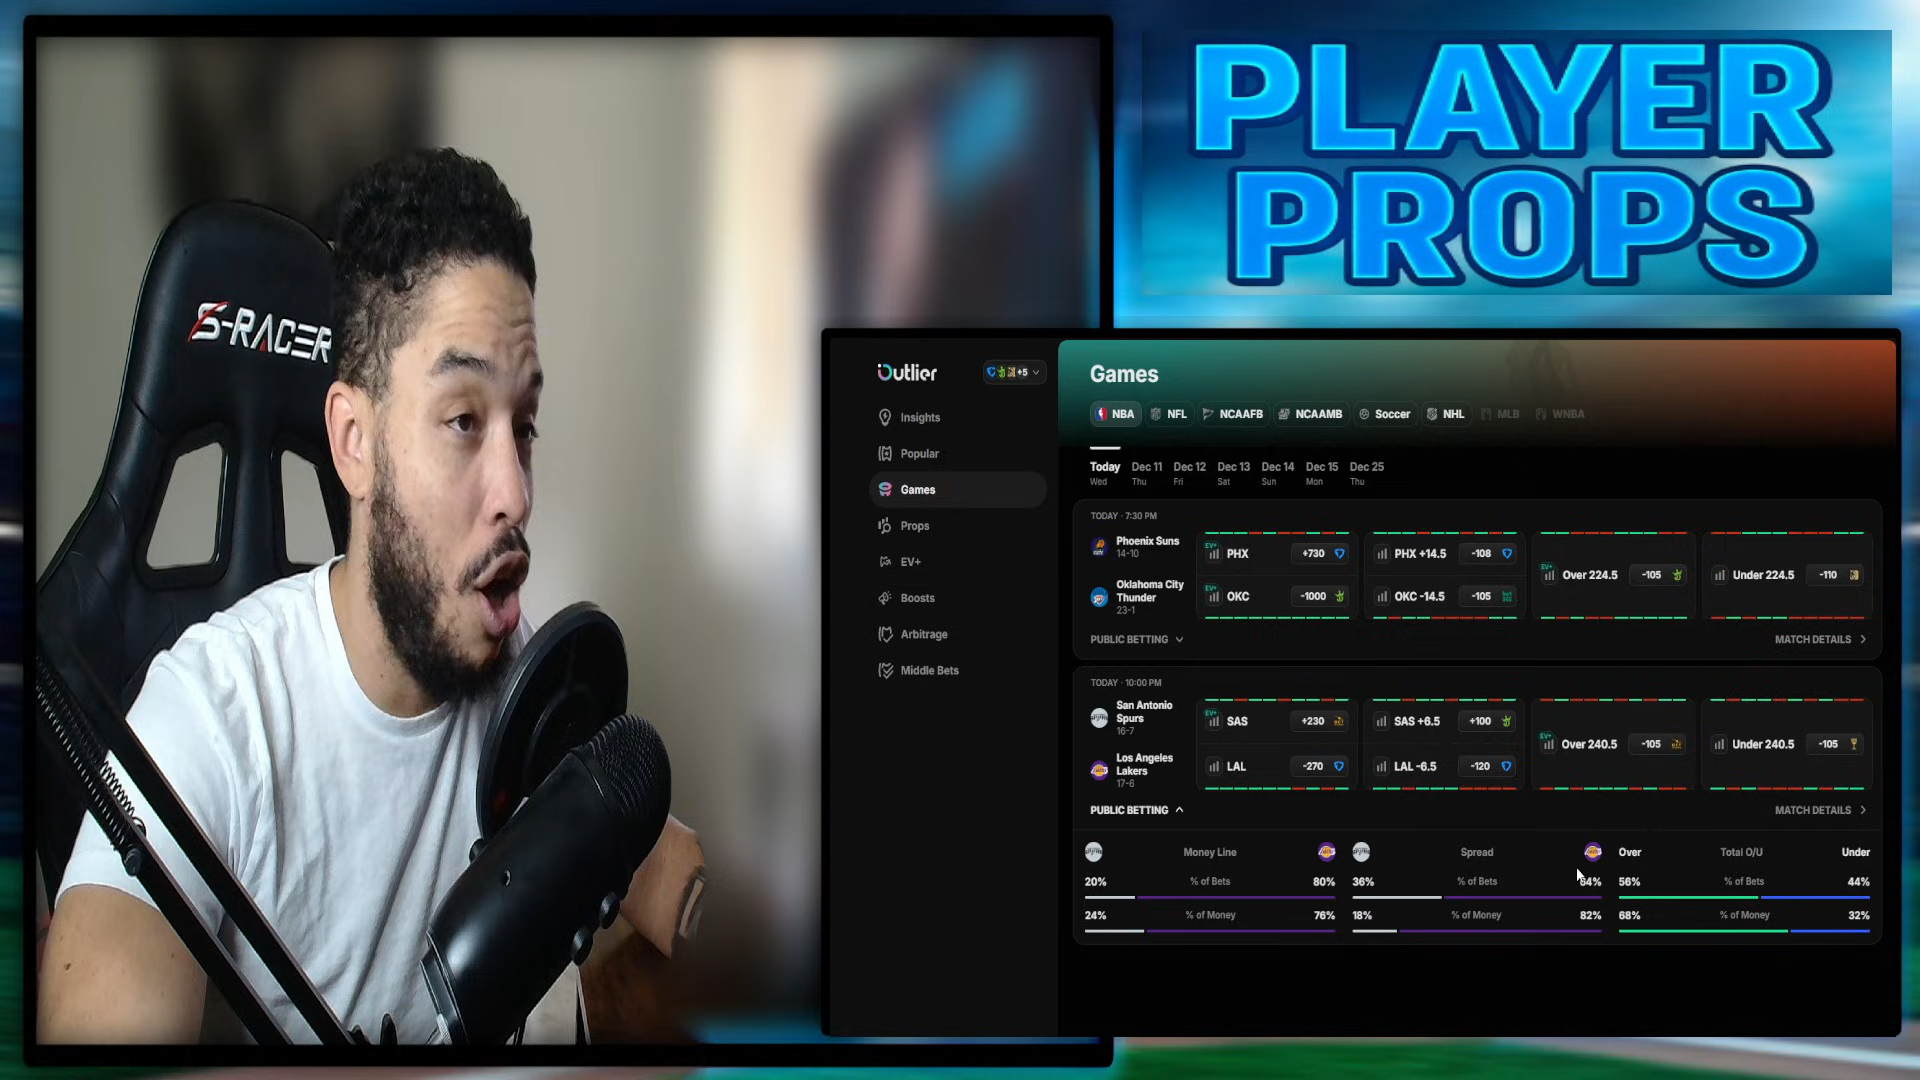 PLAYER
PROPS
S-RACER
Outlier
+5
Insights
Popular
Games
Props
EV+
Boosts
Arbitrage
Middle Bets
Games
NBA NFL NCAAFB NCAAMB Soccer NHL MLB WNBA
Today Dec 11 Dec 12 Dec 13 Dec 14 Dec 15 Dec 25
Wed Thu Fri Sat Sun Mon Thu
TODAY · 7:30 PM
Phoenix Suns
14-10
EV+ PHX +730
PHX +14.5 -108
Oklahoma City
Thunder
23-1
EV+ OKC -1000
OKC -14.5 -105
EV+ Over 224.5 -105
Under 224.5 -110
PUBLIC BETTING
MATCH DETAILS
TODAY · 10:00 PM
San Antonio
Spurs
16-7
EV+ SAS +230
SAS +6.5 +100
Los Angeles
Lakers
17-6
LAL -270
LAL -6.5 -120
EV+ Over 240.5 -105
Under 240.5 -105
PUBLIC BETTING
MATCH DETAILS
Money Line
20% % of Bets 80%
24% % of Money 76%
Spread
36% % of Bets 64%
18% % of Money 82%
Over Total O/U Under
56% % of Bets 44%
68% % of Money 32%